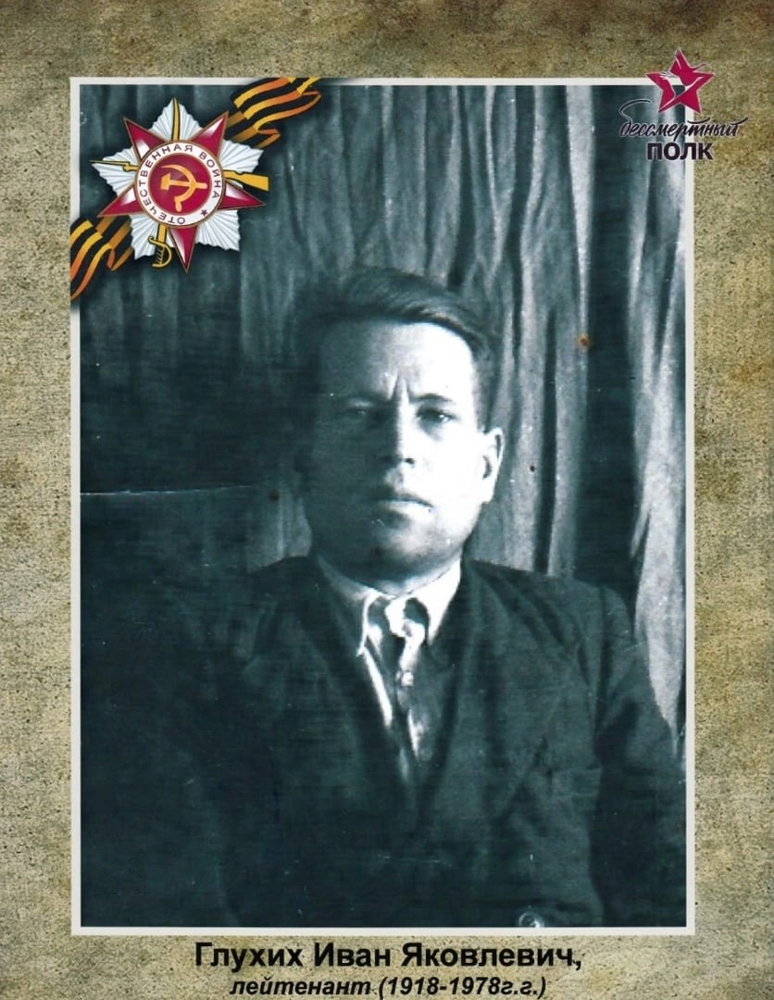 ОТЕЧЕСТВЕННАЯ ВОЙНА
бессмертный
ПОЛК
Глухих Иван Яковлевич,
лейтенант (1918-1978г.г.)